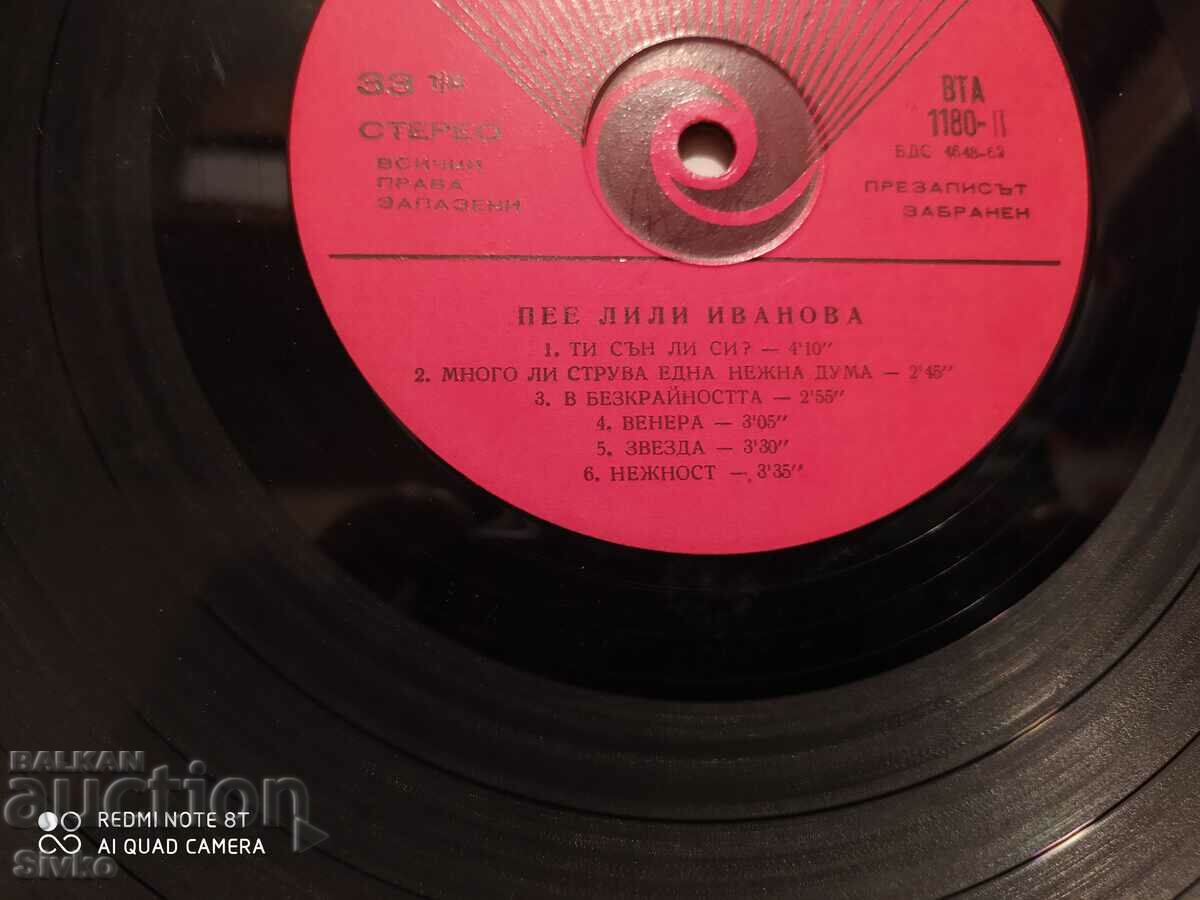 33 1/3
СТЕРЕО
ВСИЧКИ
ПРАВА
ЗАПАЗЕНИ
ВТА
1180-II
БДС 4648-62
ПРЕЗАПИСЪТ
ЗАБРАНЕН
ПЕЕ ЛИЛИ ИВАНОВА
1. ТИ СЪН ЛИ СИ? — 4'10"
2. МНОГО ЛИ СТРУВА ЕДНА НЕЖНА ДУМА — 2'45"
3. В БЕЗКРАЙНОСТТА — 2'55"
4. ВЕНЕРА — 3'05"
5. ЗВЕЗДА — 3'30"
6. НЕЖНОСТ — 3'35"
BALKAN
auction
REDMI NOTE 8T
AI QUAD CAMERA
Sivko